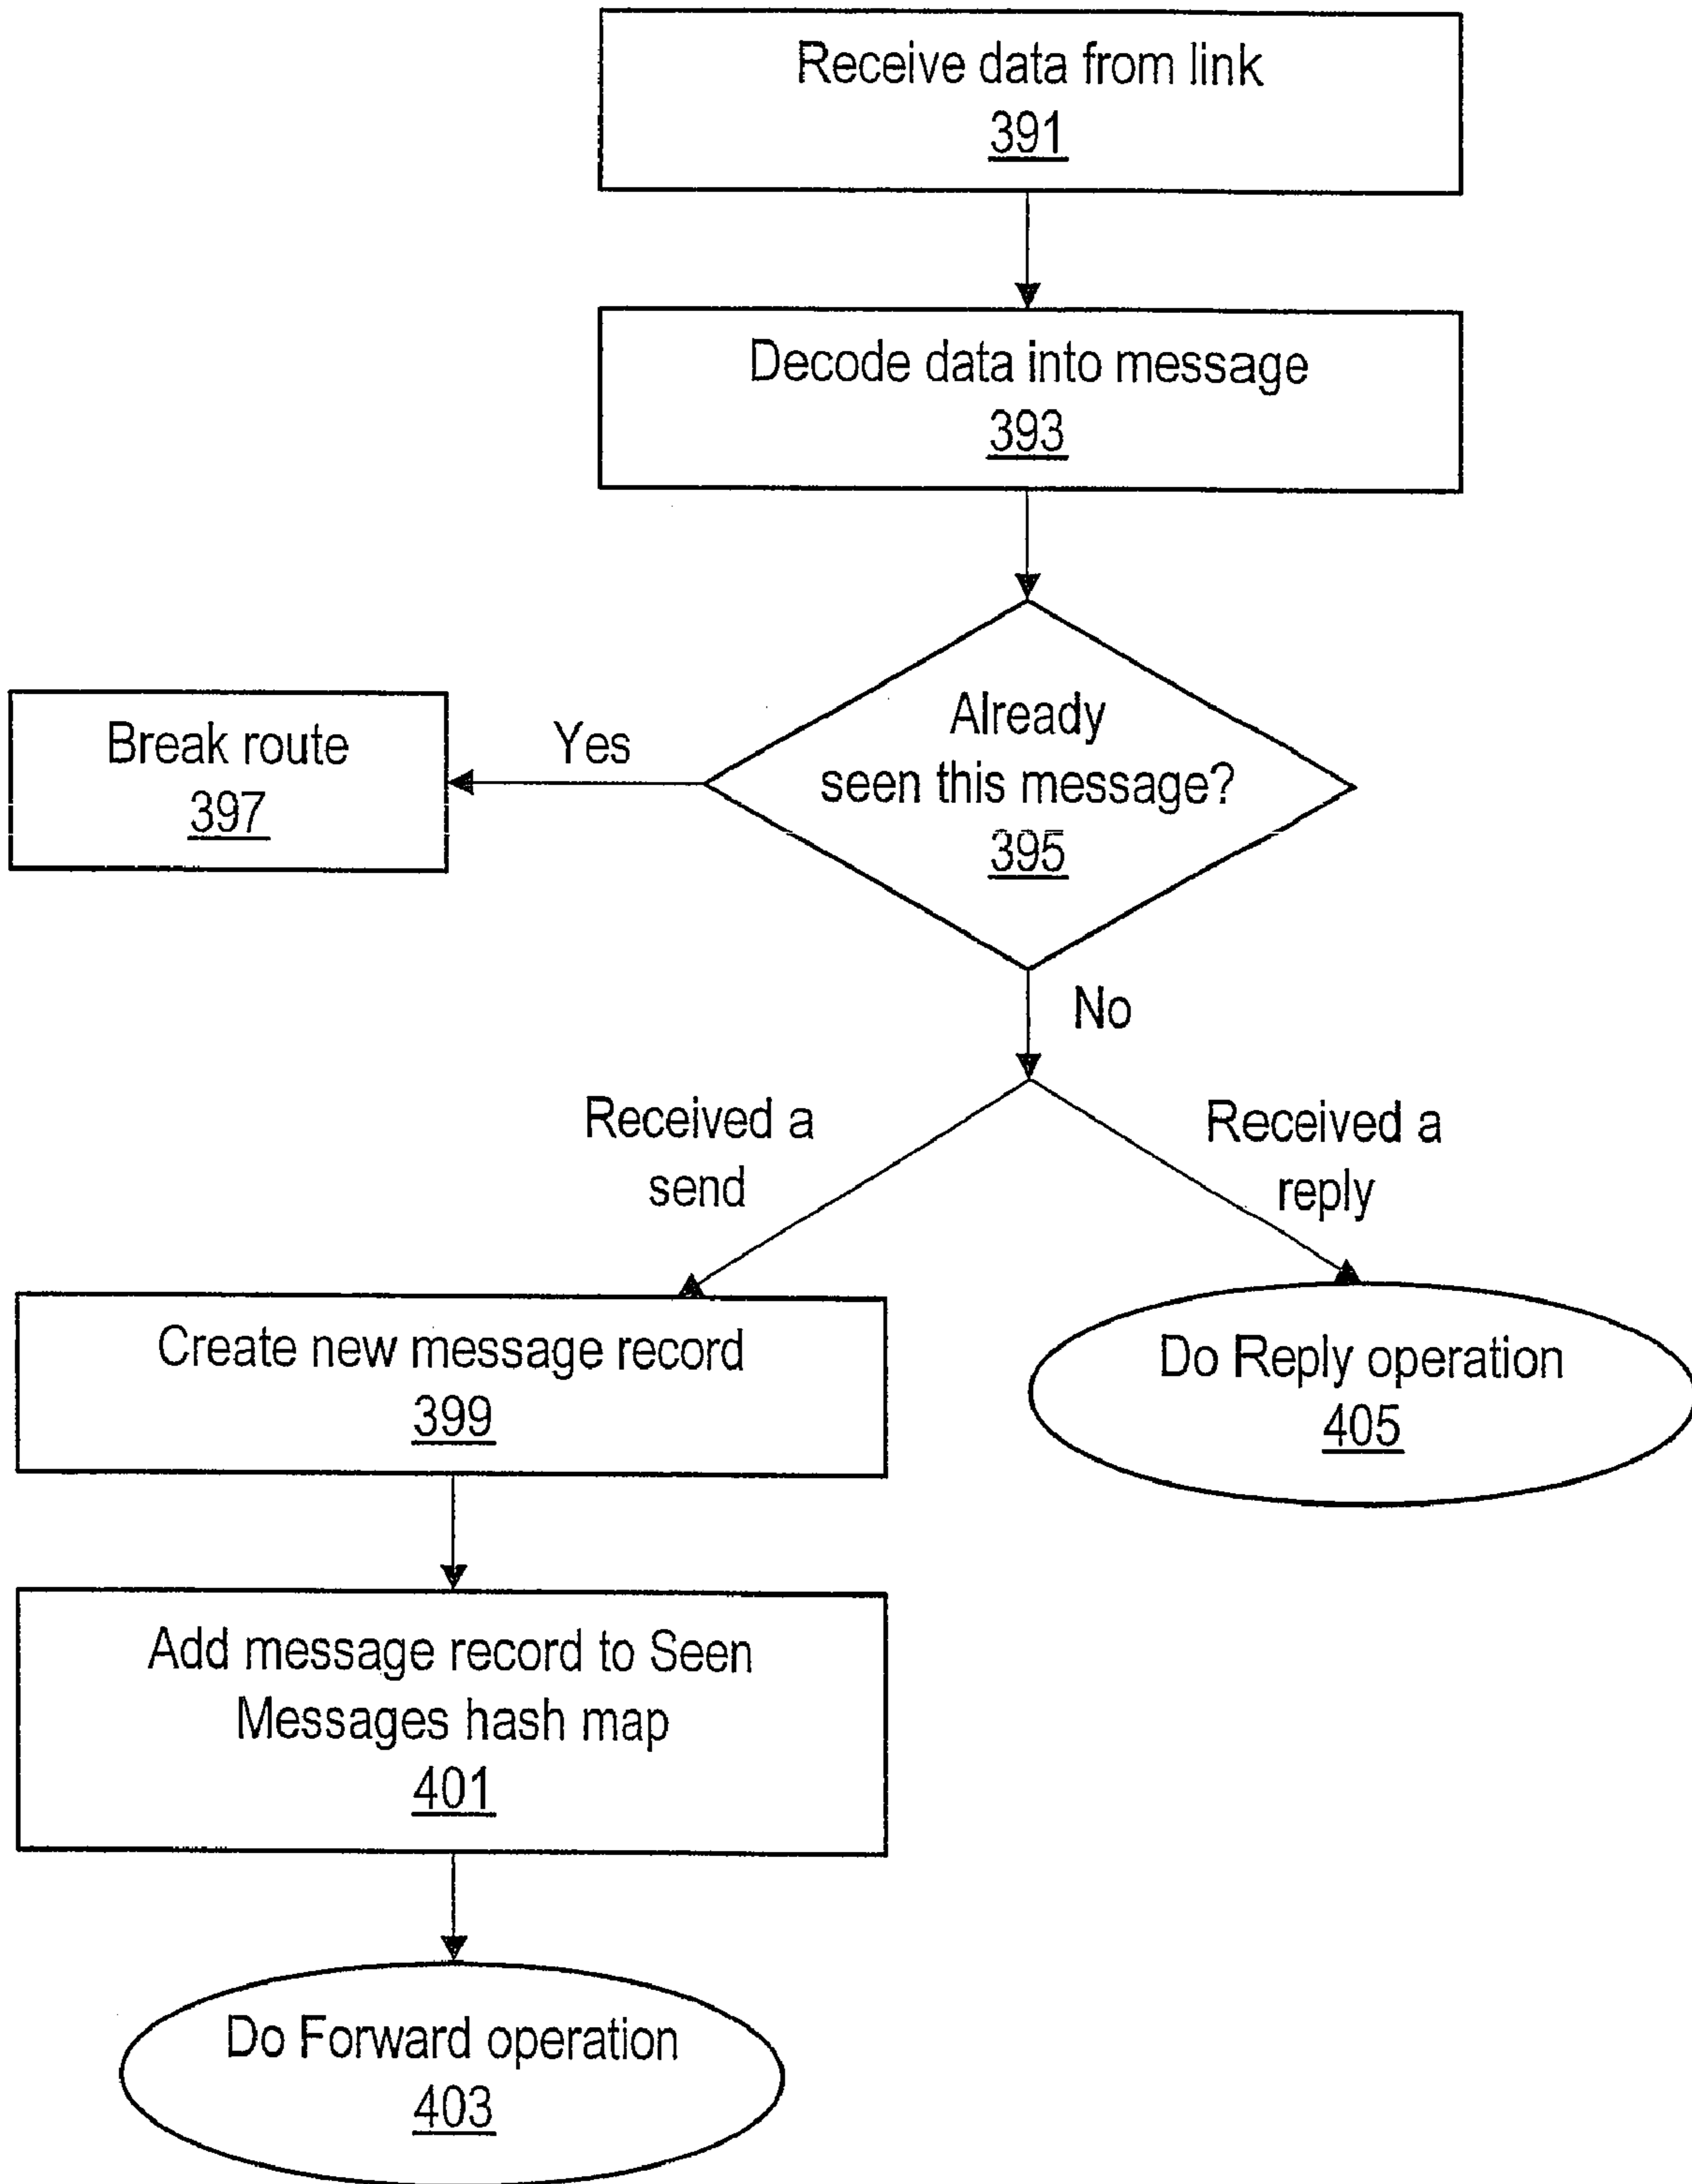 Receive data from link
391
Decode data into message
393
Already
seen this message?
395
Yes
Break route
397
No
Received a
send
Received a
reply
Create new message record
399
Do Reply operation
405
Add message record to Seen
Messages hash map
401
Do Forward operation
403